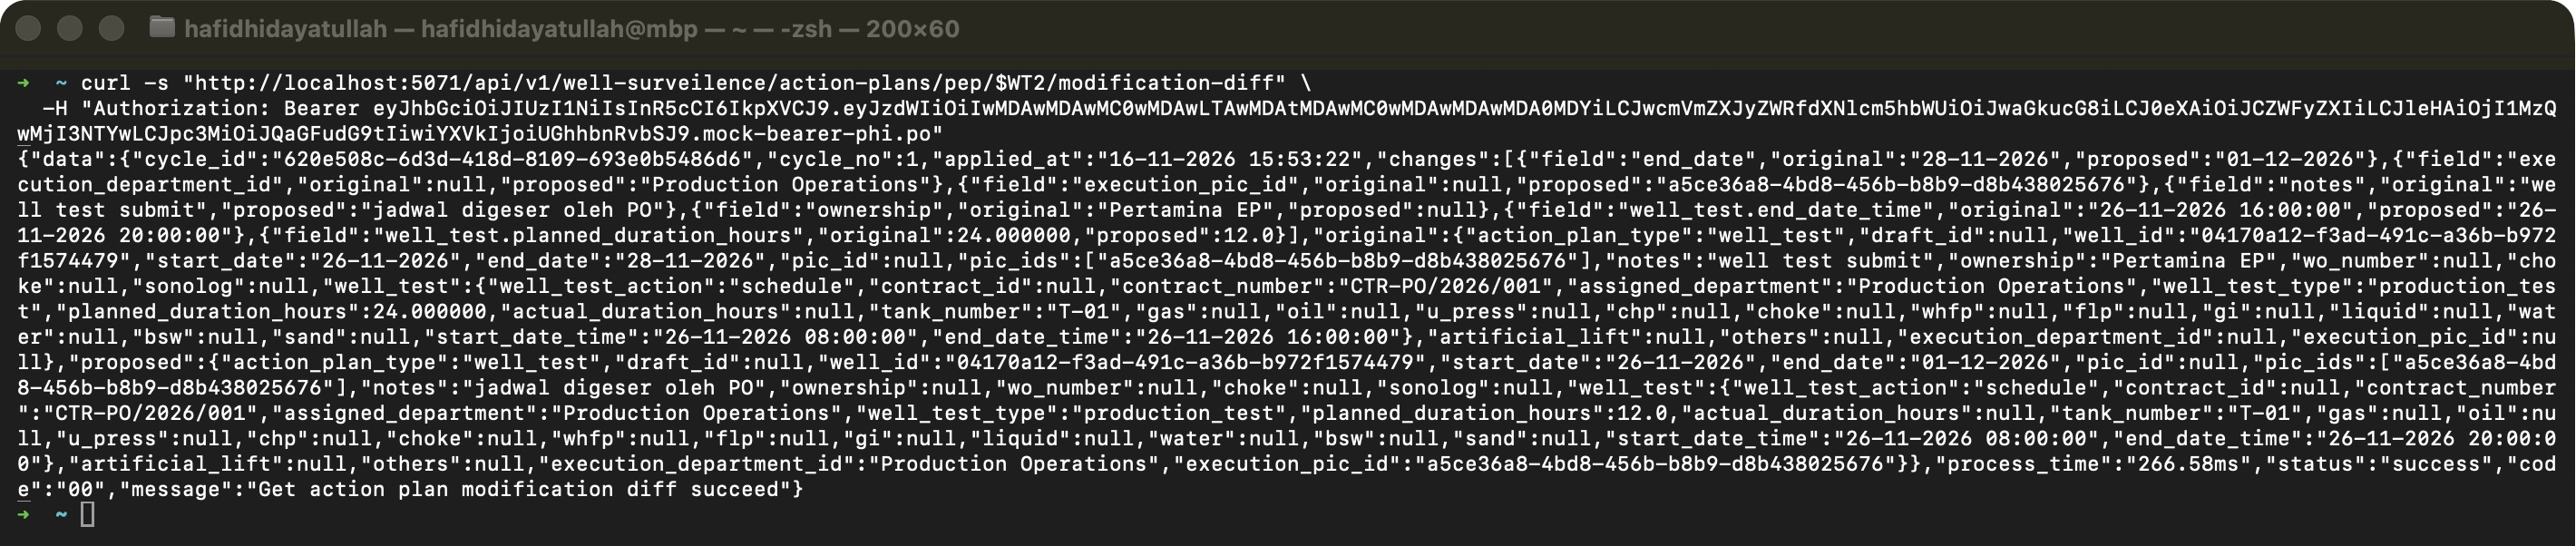 hafidhidayatullah — hafidhidayatullah@mbp — ~ — -zsh — 200×60
➜  ~ curl -s "http://localhost:5071/api/v1/well-surveilence/action-plans/pep/$WT2/modification-diff" \
  -H "Authorization: Bearer eyJhbGciOiJIUzI1NiIsInR5cCI6IkpXVCJ9.eyJzdWIiOiIwMDAwMDAwMC0wMDAwLTAwMDAtMDAwMC0wMDAwMDAwMDA0MDYiLCJwcmVmZXJyZWRfdXNlcm5hbWUiOiJwaGkucG8iLCJ0eXAiOiJCZWFyZXIiLCJleHAiOjI1MzQ
wMjI3NTYwLCJpc3MiOiJQaGFudG9tIiwiYXVkIjoiUGhhbnRvbSJ9.mock-bearer-phi.po"
{"data":{"cycle_id":"620e508c-6d3d-418d-8109-693e0b5486d6","cycle_no":1,"applied_at":"16-11-2026 15:53:22","changes":[{"field":"end_date","original":"28-11-2026","proposed":"01-12-2026"},{"field":"exe
cution_department_id","original":null,"proposed":"Production Operations"},{"field":"execution_pic_id","original":null,"proposed":"a5ce36a8-4bd8-456b-b8b9-d8b438025676"},{"field":"notes","original":"we
ll test submit","proposed":"jadwal digeser oleh PO"},{"field":"ownership","original":"Pertamina EP","proposed":null},{"field":"well_test.end_date_time","original":"26-11-2026 16:00:00","proposed":"26-
11-2026 20:00:00"},{"field":"well_test.planned_duration_hours","original":24.000000,"proposed":12.0}],"original":{"action_plan_type":"well_test","draft_id":null,"well_id":"04170a12-f3ad-491c-a36b-b972
f1574479","start_date":"26-11-2026","end_date":"28-11-2026","pic_id":null,"pic_ids":["a5ce36a8-4bd8-456b-b8b9-d8b438025676"],"notes":"well test submit","ownership":"Pertamina EP","wo_number":null,"cho
ke":null,"sonolog":null,"well_test":{"well_test_action":"schedule","contract_id":null,"contract_number":"CTR-PO/2026/001","assigned_department":"Production Operations","well_test_type":"production_tes
t","planned_duration_hours":24.000000,"actual_duration_hours":null,"tank_number":"T-01","gas":null,"oil":null,"u_press":null,"chp":null,"choke":null,"whfp":null,"flp":null,"gi":null,"liquid":null,"wat
er":null,"bsw":null,"sand":null,"start_date_time":"26-11-2026 08:00:00","end_date_time":"26-11-2026 16:00:00"},"artificial_lift":null,"others":null,"execution_department_id":null,"execution_pic_id":nu
ll},"proposed":{"action_plan_type":"well_test","draft_id":null,"well_id":"04170a12-f3ad-491c-a36b-b972f1574479","start_date":"26-11-2026","end_date":"01-12-2026","pic_id":null,"pic_ids":["a5ce36a8-4bd
8-456b-b8b9-d8b438025676"],"notes":"jadwal digeser oleh PO","ownership":null,"wo_number":null,"choke":null,"sonolog":null,"well_test":{"well_test_action":"schedule","contract_id":null,"contract_number
":"CTR-PO/2026/001","assigned_department":"Production Operations","well_test_type":"production_test","planned_duration_hours":12.0,"actual_duration_hours":null,"tank_number":"T-01","gas":null,"oil":nu
ll,"u_press":null,"chp":null,"choke":null,"whfp":null,"flp":null,"gi":null,"liquid":null,"water":null,"bsw":null,"sand":null,"start_date_time":"26-11-2026 08:00:00","end_date_time":"26-11-2026 20:00:0
0"},"artificial_lift":null,"others":null,"execution_department_id":"Production Operations","execution_pic_id":"a5ce36a8-4bd8-456b-b8b9-d8b438025676"}},"process_time":"266.58ms","status":"success","cod
e":"00","message":"Get action plan modification diff succeed"}
➜  ~